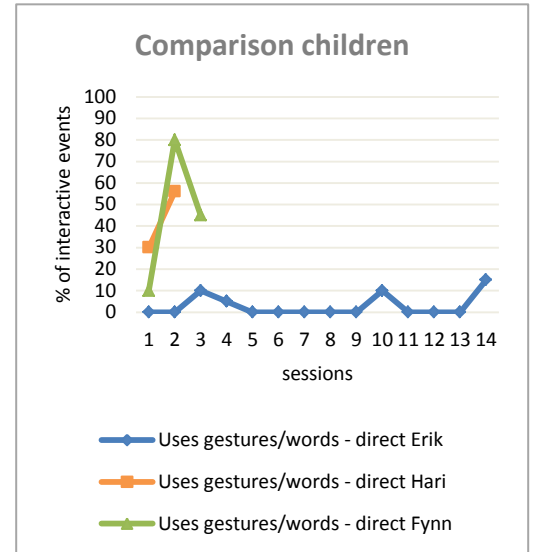 Comparison children
% of interactive events
100
90
80
70
60
50
40
30
20
10
0
1 2 3 4 5 6 7 8 9 10 11 12 13 14
sessions
Uses gestures/words - direct Erik
Uses gestures/words - direct Hari
Uses gestures/words - direct Fynn